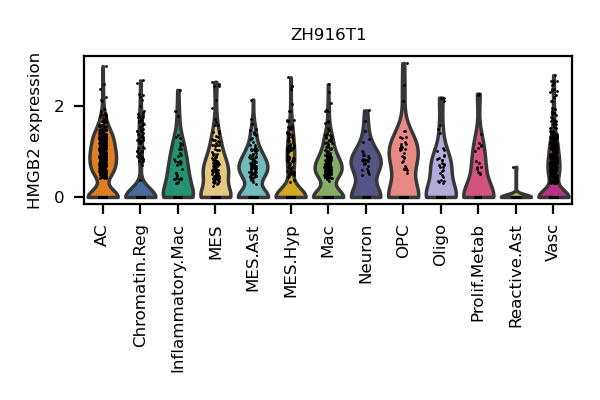 ZH916T1
HMGB2 expression
2
0
AC
Chromatin.Reg
Inflammatory.Mac
MES
MES.Ast
MES.Hyp
Mac
Neuron
OPC
Oligo
Prolif.Metab
Reactive.Ast
Vasc